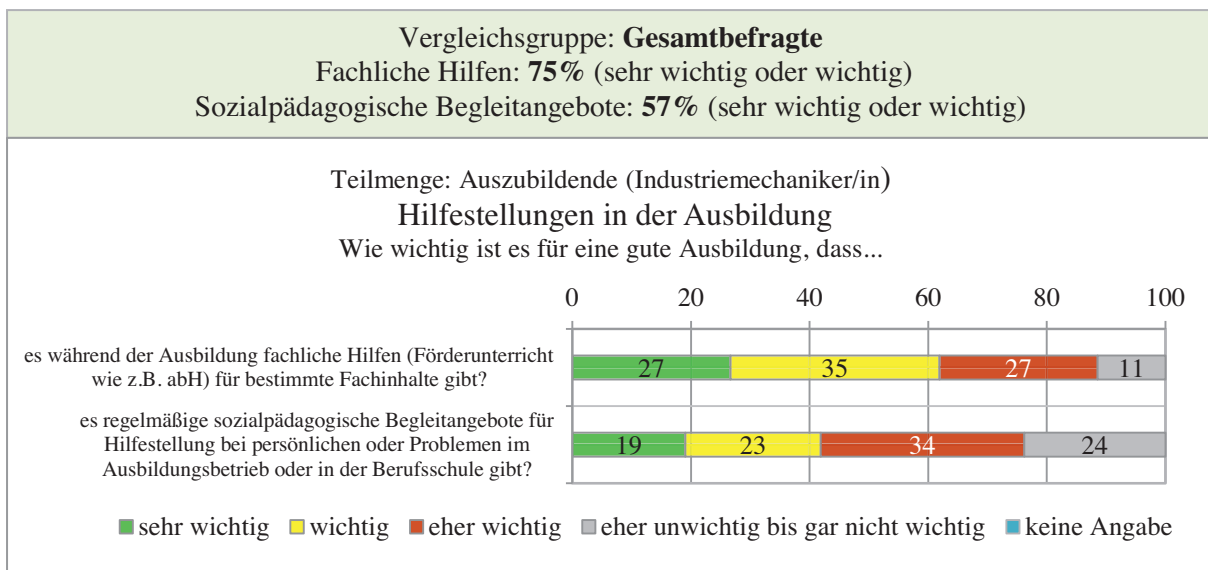 Vergleichsgruppe: Gesamtbefragte
Fachliche Hilfen: 75% (sehr wichtig oder wichtig)
Sozialpädagogische Begleitangebote: 57% (sehr wichtig oder wichtig)
Teilmenge: Auszubildende (Industriemechaniker/in)
Hilfestellungen in der Ausbildung
Wie wichtig ist es für eine gute Ausbildung, dass...
0 20 40 60 80 100
es während der Ausbildung fachliche Hilfen (Förderunterricht
wie z.B. abH) für bestimmte Fachinhalte gibt?
27 35 27 11
es regelmäßige sozialpädagogische Begleitangebote für
Hilfestellung bei persönlichen oder Problemen im
Ausbildungsbetrieb oder in der Berufsschule gibt?
19 23 34 24
sehr wichtig wichtig eher wichtig eher unwichtig bis gar nicht wichtig keine Angabe